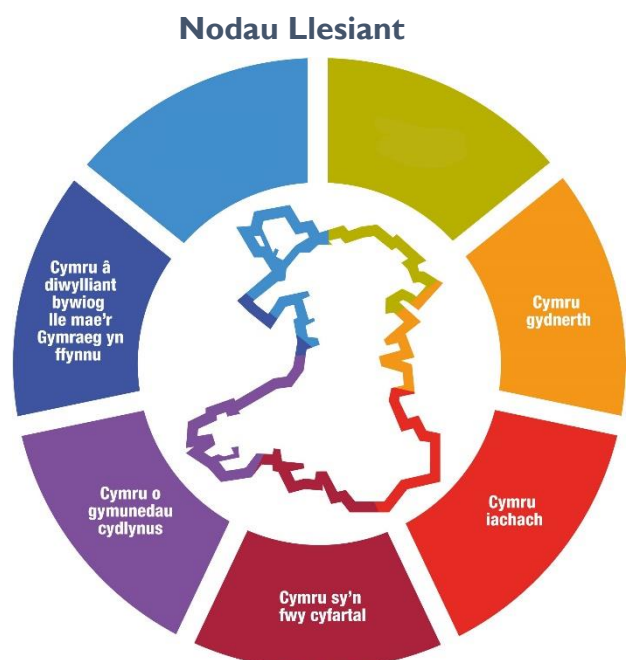 Nodau Llesiant
Cymru â
diwylliant
bywiog
lle mae'r
Gymraeg yn
ffynnu
Cymru
gydnerth
Cymru o
gymunedau
cydlynus
Cymru
iachach
Cymru sy'n
fwy cyfartal